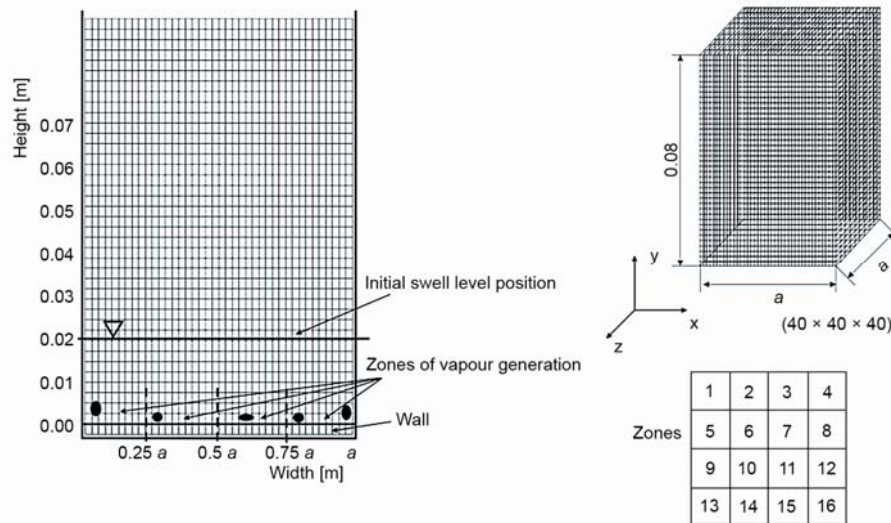 Height [m]
0.07
0.06
0.05
0.04
0.03
0.02
0.01
0.00
Initial swell level position
Zones of vapour generation
Wall
0.25 a
0.5 a
0.75 a
a
Width [m]
0.08
a
a
y
x
z
(40 × 40 × 40)
Zones
1 2 3 4
5 6 7 8
9 10 11 12
13 14 15 16